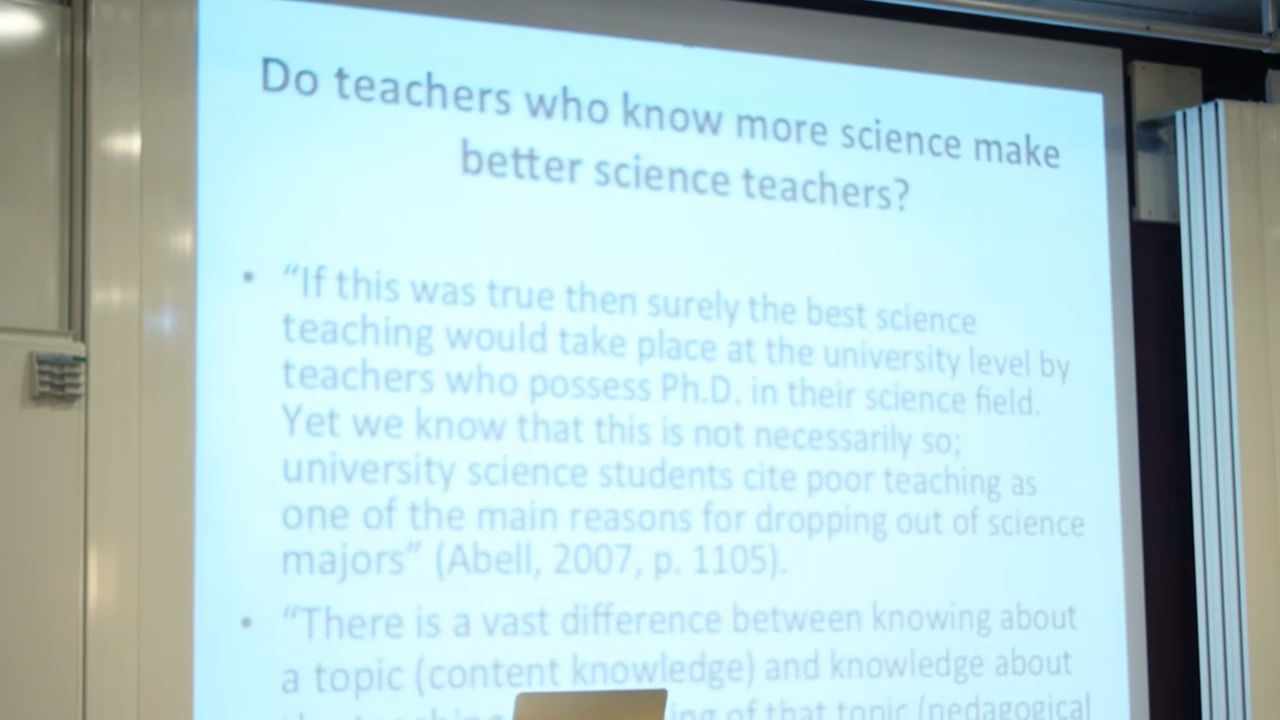 Do teachers who know more science make
better science teachers?
• “If this was true then surely the best science
teaching would take place at the university level by
teachers who possess Ph.D. in their science field.
Yet we know that this is not necessarily so;
university science students cite poor teaching as
one of the main reasons for dropping out of science
majors” (Abell, 2007, p. 1105).
• “There is a vast difference between knowing about
a topic (content knowledge) and knowledge about
of that topic (pedagogical